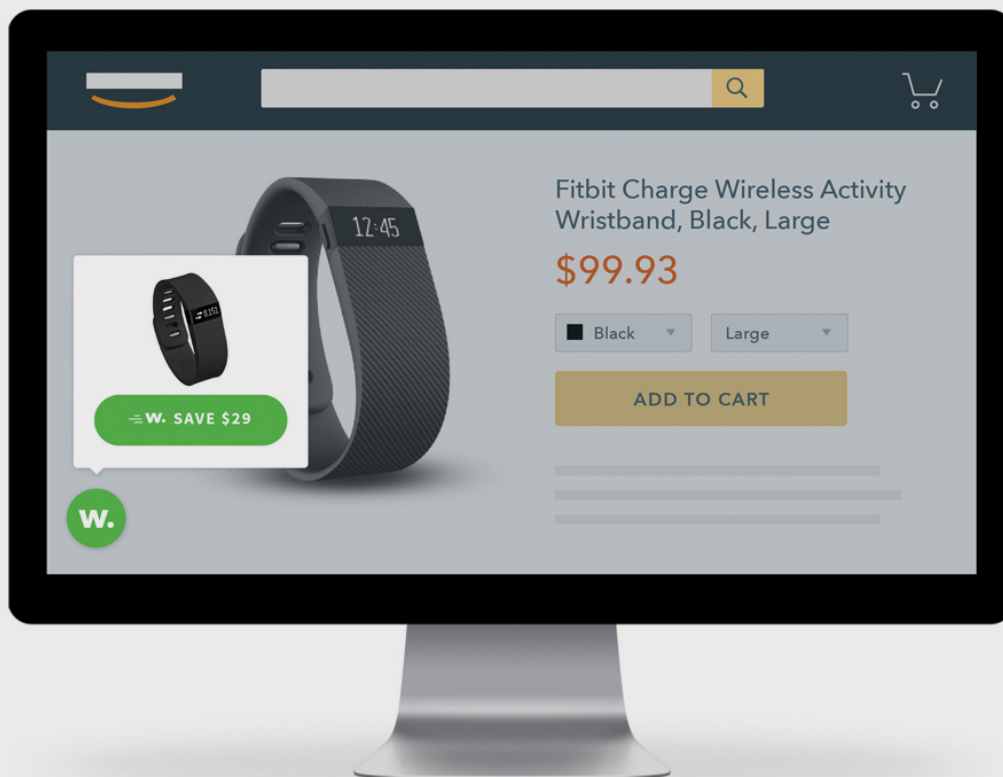 Fitbit Charge Wireless Activity
Wristband, Black, Large
$99.93
Black
Large
ADD TO CART
12:45
w. SAVE $29
w.